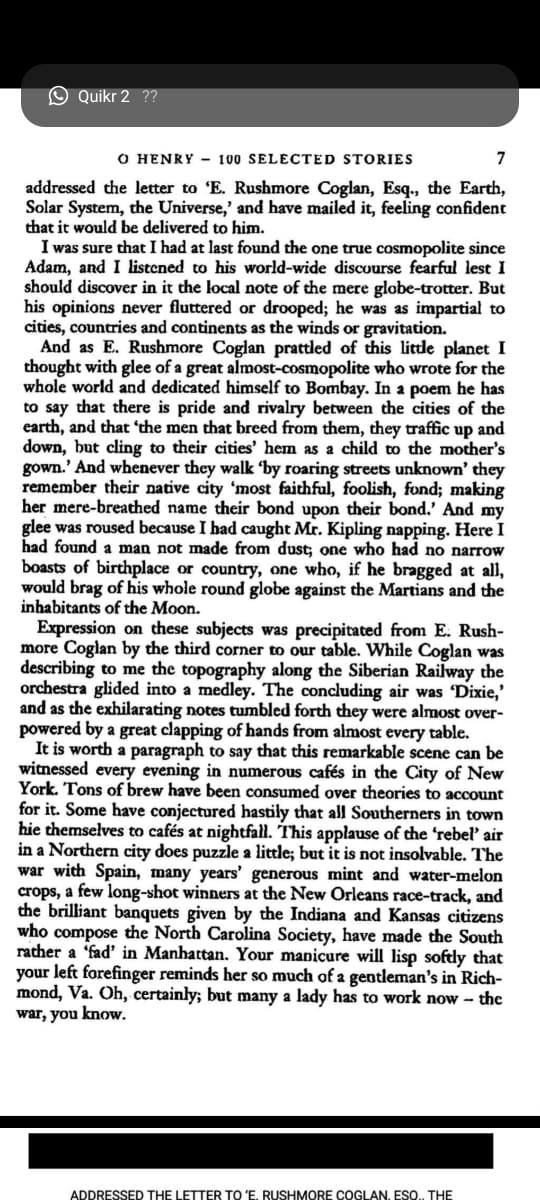 Quikr 2 ??
O HENRY – 100 SELECTED STORIES 7
addressed the letter to ‘E. Rushmore Coglan, Esq., the Earth,
Solar System, the Universe,’ and have mailed it, feeling confident
that it would be delivered to him.
I was sure that I had at last found the one true cosmopolite since
Adam, and I listened to his world-wide discourse fearful lest I
should discover in it the local note of the mere globe-trotter. But
his opinions never fluttered or drooped; he was as impartial to
cities, countries and continents as the winds or gravitation.
And as E. Rushmore Coglan prattled of this little planet I
thought with glee of a great almost-cosmopolite who wrote for the
whole world and dedicated himself to Bombay. In a poem he has
to say that there is pride and rivalry between the cities of the
earth, and that ‘the men that breed from them, they traffic up and
down, but cling to their cities’ hem as a child to the mother’s
gown.’ And whenever they walk ‘by roaring streets unknown’ they
remember their native city ‘most faithful, foolish, fond; making
her mere-breathed name their bond upon their bond.’ And my
glee was roused because I had caught Mr. Kipling napping. Here I
had found a man not made from dust; one who had no narrow
boasts of birthplace or country, one who, if he bragged at all,
would brag of his whole round globe against the Martians and the
inhabitants of the Moon.
Expression on these subjects was precipitated from E. Rush-
more Coglan by the third corner to our table. While Coglan was
describing to me the topography along the Siberian Railway the
orchestra glided into a medley. The concluding air was ‘Dixie,’
and as the exhilarating notes tumbled forth they were almost over-
powered by a great clapping of hands from almost every table.
It is worth a paragraph to say that this remarkable scene can be
witnessed every evening in numerous cafés in the City of New
York. Tons of brew have been consumed over theories to account
for it. Some have conjectured hastily that all Southerners in town
hie themselves to cafés at nightfall. This applause of the ‘rebel’ air
in a Northern city does puzzle a little; but it is not insolvable. The
war with Spain, many years’ generous mint and water-melon
crops, a few long-shot winners at the New Orleans race-track, and
the brilliant banquets given by the Indiana and Kansas citizens
who compose the North Carolina Society, have made the South
rather a ‘fad’ in Manhattan. Your manicure will lisp softly that
your left forefinger reminds her so much of a gentleman’s in Rich-
mond, Va. Oh, certainly; but many a lady has to work now – the
war, you know.
ADDRESSED THE LETTER TO ‘E. RUSHMORE COGLAN, ESQ., THE